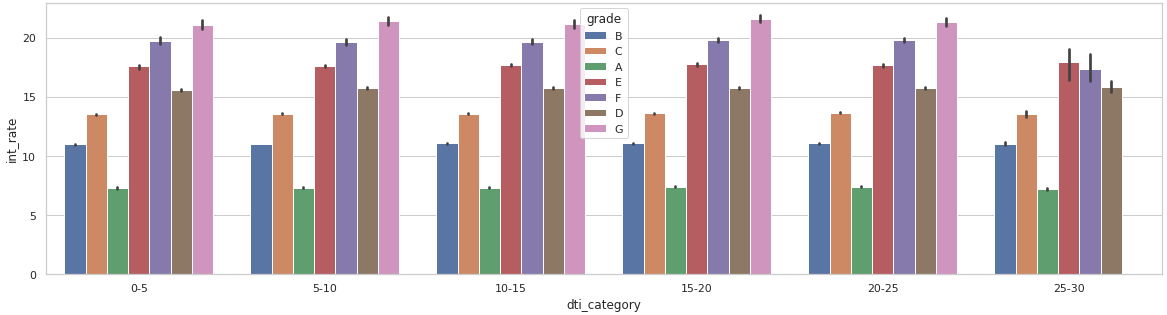 grade
B
C
A
E
F
D
G
int_rate
20
15
10
5
0
0-5
5-10
10-15
15-20
20-25
25-30
dti_category